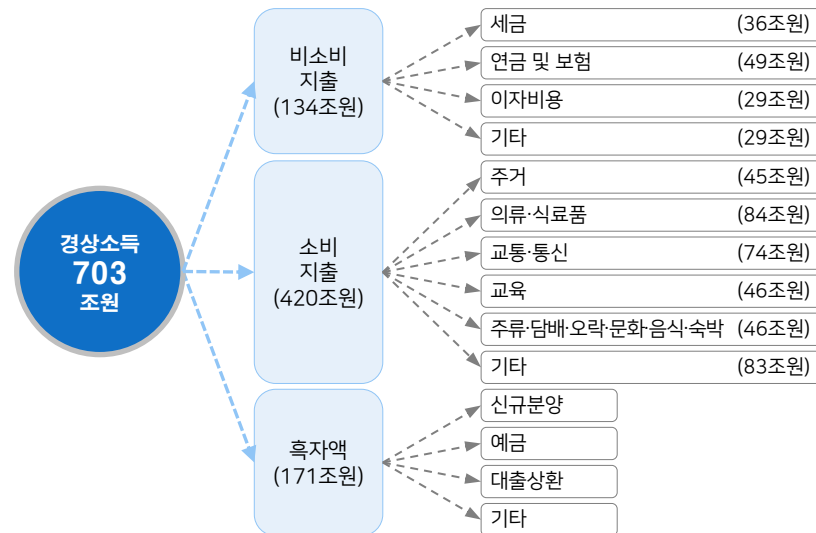 경상소득
703
조원
비소비
지출
(134조원)
세금 (36조원)
연금 및 보험 (49조원)
이자비용 (29조원)
기타 (29조원)
소비
지출
(420조원)
주거 (45조원)
의류·식료품 (84조원)
교통·통신 (74조원)
교육 (46조원)
주류·담배·오락·문화·음식·숙박 (46조원)
기타 (83조원)
흑자액
(171조원)
신규분양
예금
대출상환
기타